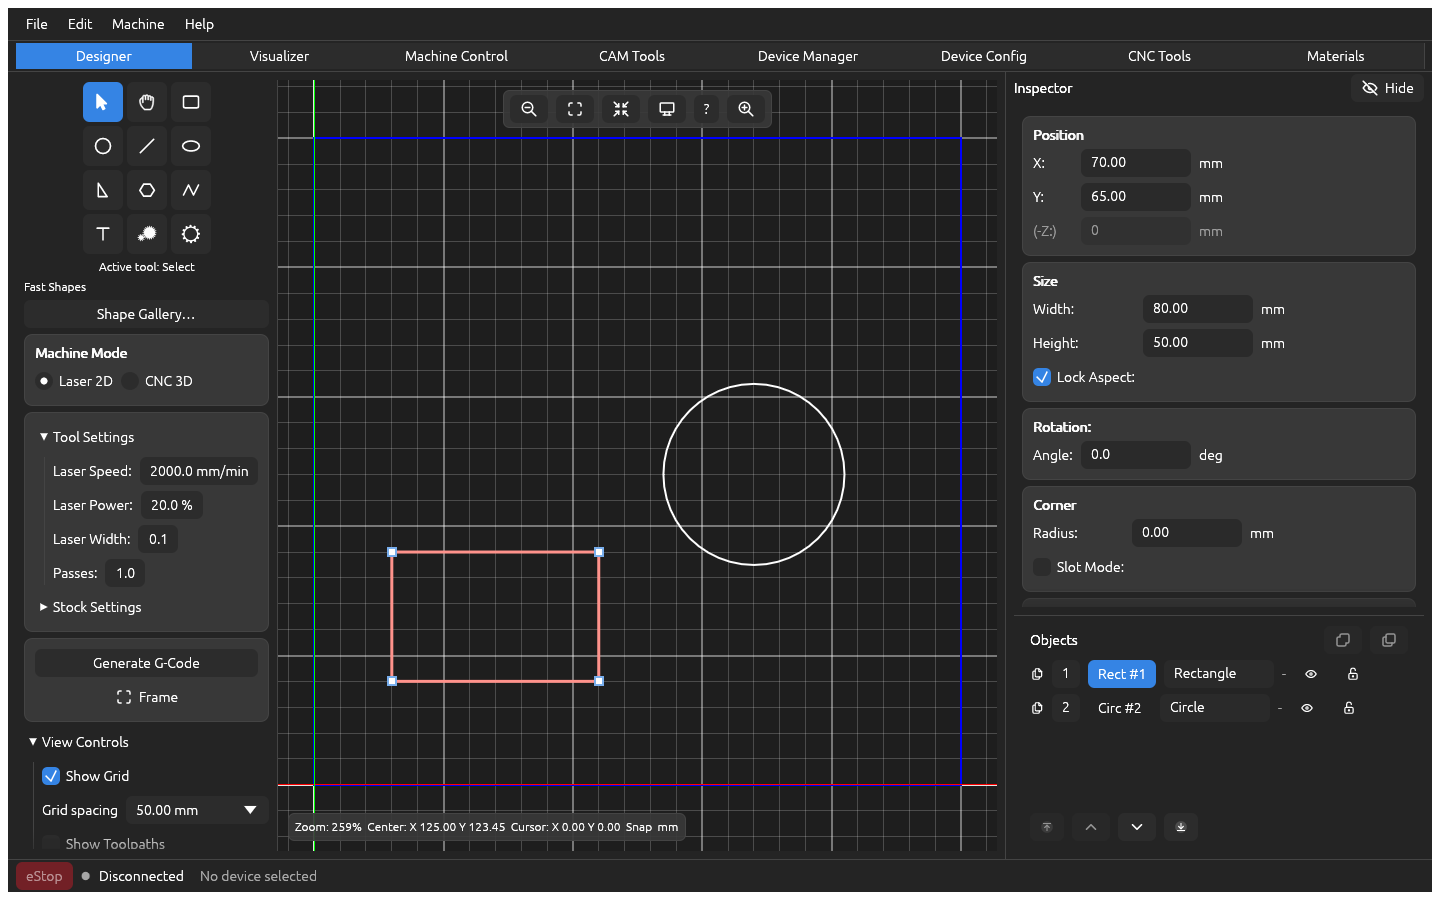 File Edit Machine Help
Designer Visualizer Machine Control CAM Tools Device Manager Device Config CNC Tools Materials
Active tool: Select
Fast Shapes
Shape Gallery...
Machine Mode
Laser 2D CNC 3D
Tool Settings
Laser Speed: 2000.0 mm/min
Laser Power: 20.0 %
Laser Width: 0.1
Passes: 1.0
Stock Settings
Generate G-Code
Frame
View Controls
Show Grid
Grid spacing 50.00 mm
Show Toolpaths
?
Zoom: 259% Center: X 125.00 Y 123.45 Cursor: X 0.00 Y 0.00 Snap mm
Inspector Hide
Position
X: 70.00 mm
Y: 65.00 mm
(-Z:) 0 mm
Size
Width: 80.00 mm
Height: 50.00 mm
Lock Aspect:
Rotation:
Angle: 0.0 deg
Corner
Radius: 0.00 mm
Slot Mode:
Objects
1 Rect #1 Rectangle -
2 Circ #2 Circle -
eStop Disconnected No device selected